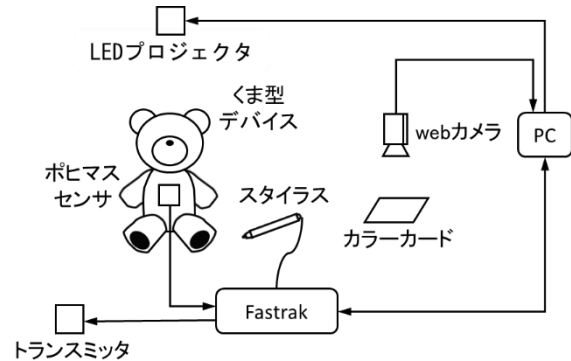 LEDプロジェクタ
くま型
デバイス
webカメラ
PC
ポヒマス
センサ
スタイラス
カラーカード
Fastrak
トランスミッタ